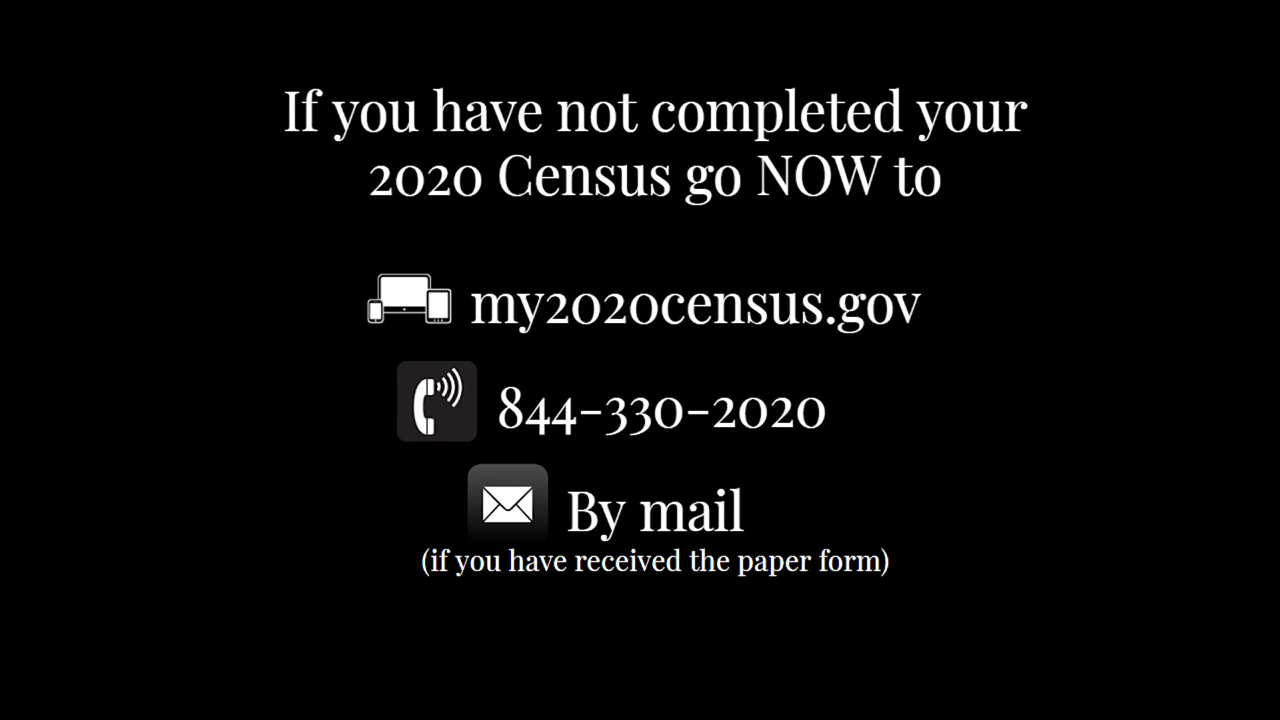 If you have not completed your
2020 Census go NOW to
my2020census.gov
844-330-2020
By mail
(if you have received the paper form)